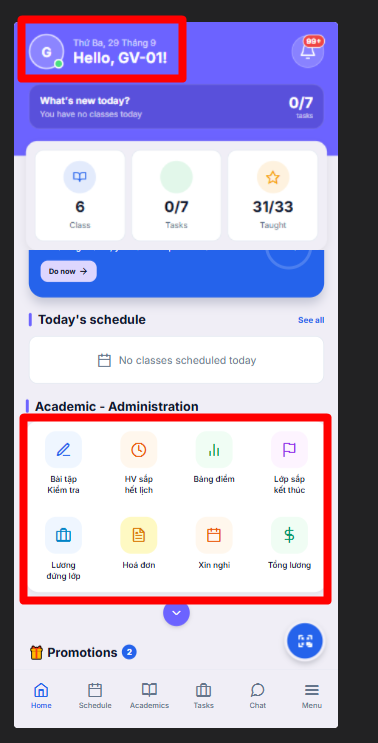 Thứ Ba, 29 Tháng 9
G
Hello, GV-01!
99+
What's new today?
You have no classes today
0/7
tasks
6
Class
0/7
Tasks
31/33
Taught
Do now →
Today's schedule
See all
No classes scheduled today
Academic - Administration
Bài tập
Kiểm tra
HV sắp
hết lịch
Bảng điểm
Lớp sắp
kết thúc
Lương
đứng lớp
Hoá đơn
Xin nghỉ
Tổng lương
Promotions 2
Home
Schedule
Academics
Tasks
Chat
Menu